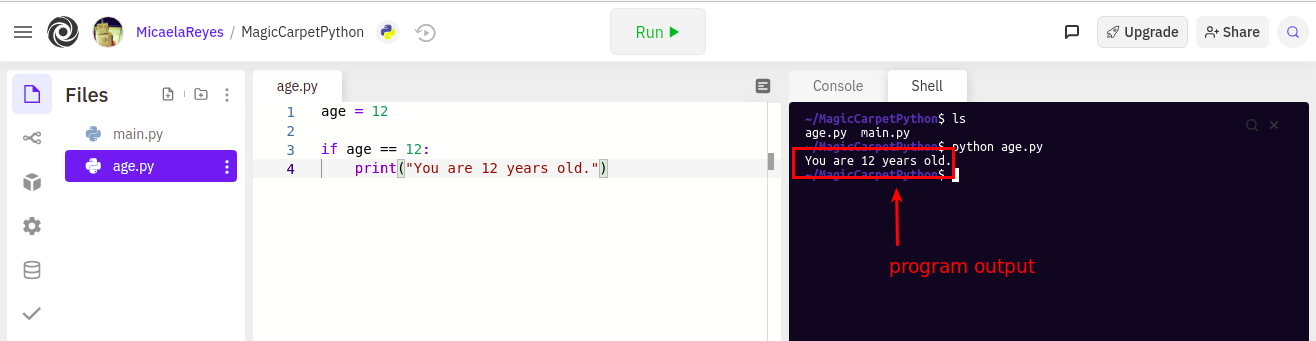 MicaelaReyes / MagicCarpetPython
Run
Upgrade
Share
Files
main.py
age.py
age.py
1 age = 12
2
3 if age == 12:
4     print("You are 12 years old.")
Console
Shell
~/MagicCarpetPython$ ls
age.py  main.py
~/MagicCarpetPython$ python age.py
You are 12 years old.
~/MagicCarpetPython$
program output